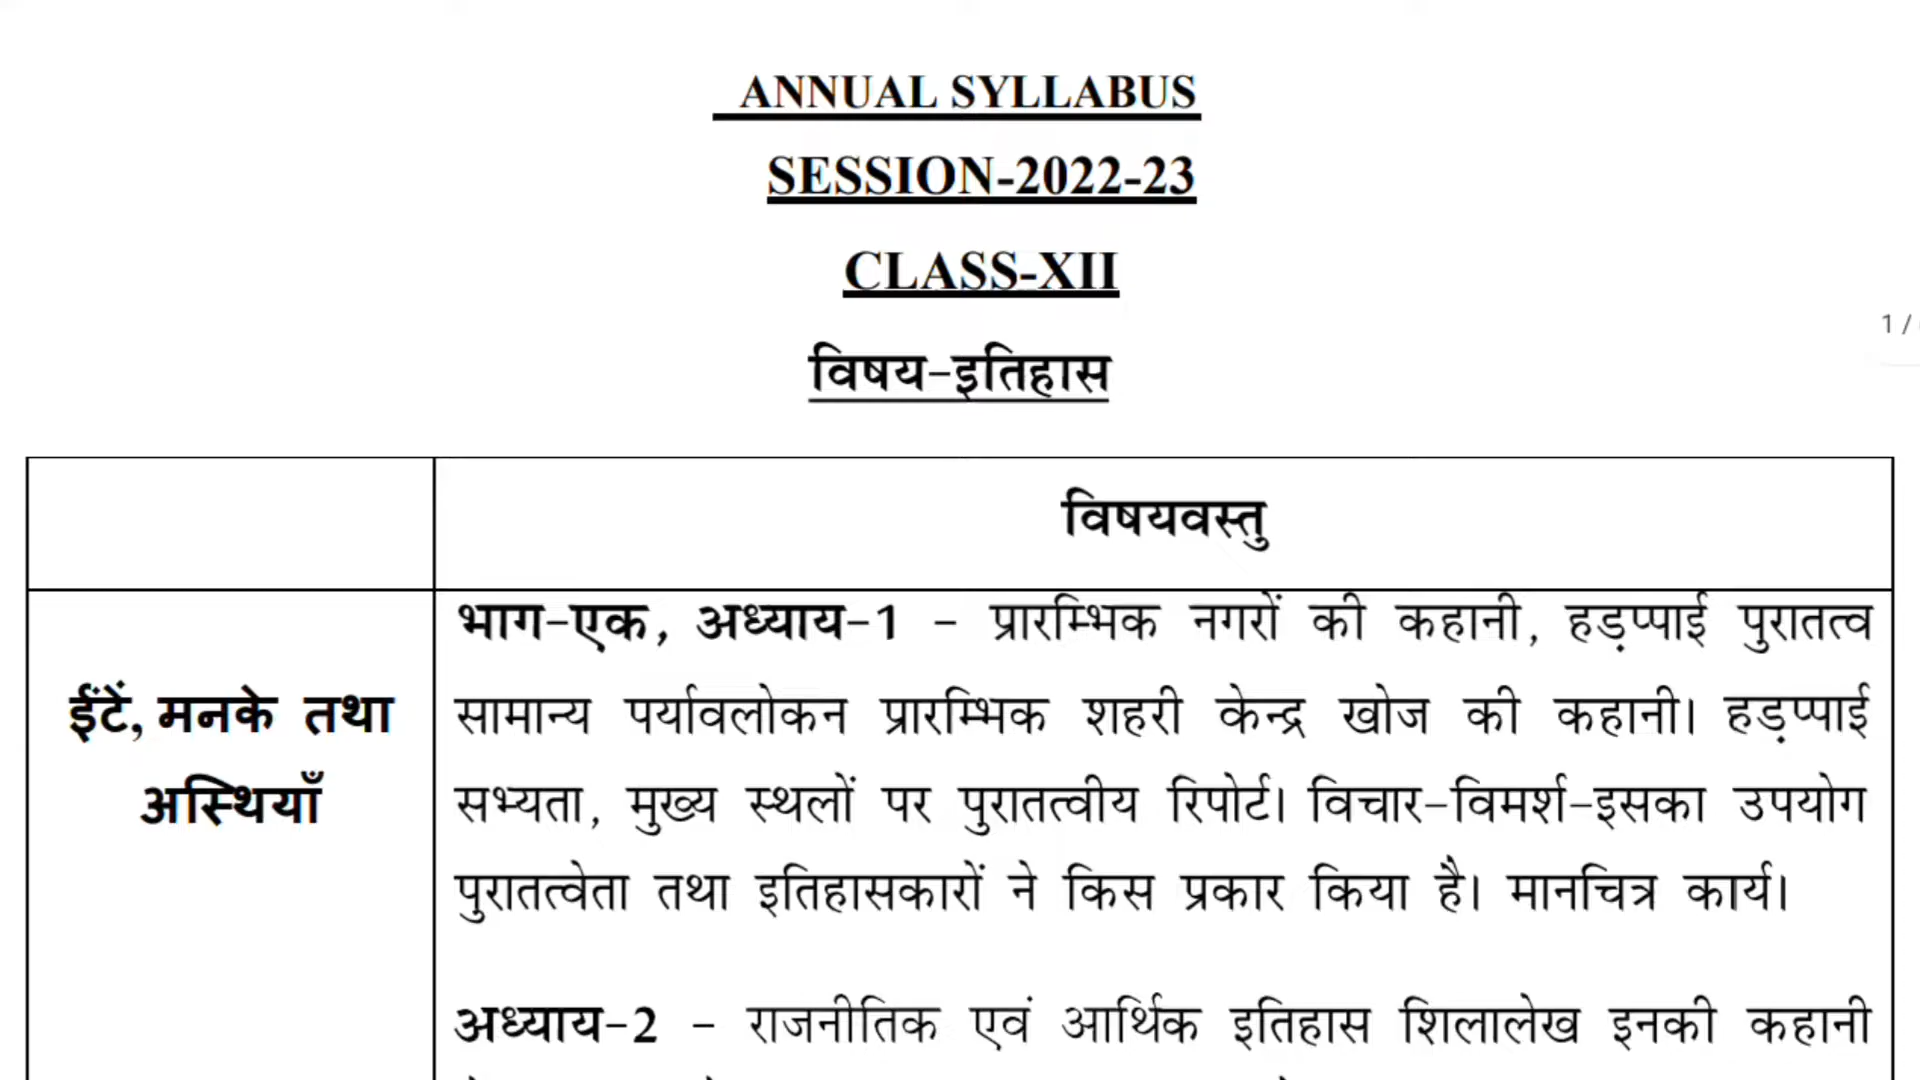 ANNUAL SYLLABUS
SESSION-2022-23
CLASS-XII
विषय-इतिहास
1 /
विषयवस्तु
ईंटें, मनके तथा
अस्थियाँ
भाग-एक, अध्याय-1 - प्रारम्भिक नगरों की कहानी, हड़प्पाई पुरातत्व
सामान्य पर्यावलोकन प्रारम्भिक शहरी केन्द्र खोज की कहानी। हड़प्पाई
सभ्यता, मुख्य स्थलों पर पुरातत्वीय रिपोर्ट। विचार-विमर्श-इसका उपयोग
पुरातत्वेता तथा इतिहासकारों ने किस प्रकार किया है। मानचित्र कार्य।
अध्याय-2 - राजनीतिक एवं आर्थिक इतिहास शिलालेख इनकी कहानी